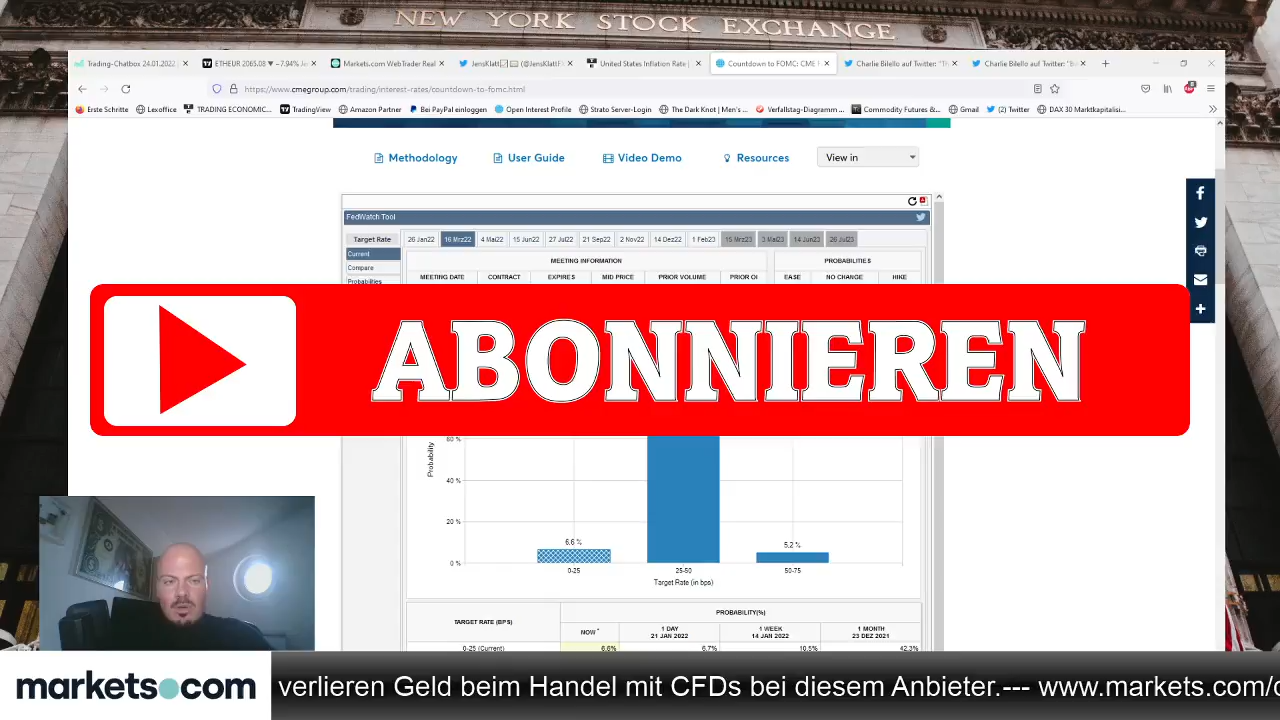 NEW YORK STOCK EXCHANGE
Trading-Chatbox 24.01.2022
ETHEUR 2065.08 ▼ −7.94%
Markets.com WebTrader Real
JensKlatt
United States Inflation Rate |
Countdown to FOMC: CME F
Charlie Bilello auf Twitter: "Th
Charlie Bilello auf Twitter:
https://www.cmegroup.com/trading/interest-rates/countdown-to-fomc.html
Erste Schritte
Lexoffice
TRADING ECONOMIC...
TradingView
Amazon Partner
Bei PayPal einloggen
Open Interest Profile
Strato Server-Login
The Dark Knot | Men's ...
Verfallstag-Diagramm ...
Commodity Futures &...
Gmail
(2) Twitter
DAX 30 Marktkapitalisi...
Methodology
User Guide
Video Demo
Resources
View in
FedWatch Tool
Target Rate
26 Jan22
16 Mrz22
4 Mai22
15 Jun22
27 Jul22
21 Sep22
2 Nov22
14 Dez22
1 Feb23
15 Mrz23
3 Mai23
14 Jun23
26 Jul23
Current
Compare
Probabilities
MEETING INFORMATION
PROBABILITIES
MEETING DATE
CONTRACT
EXPIRES
MID PRICE
PRIOR VOLUME
PRIOR OI
EASE
NO CHANGE
HIKE
ABONNIEREN
Probability
60 %
40 %
20 %
0 %
6.6 %
5.2 %
0-25
25-50
50-75
Target Rate (in bps)
TARGET RATE (BPS)
PROBABILITY(%)
NOW *
1 DAY
21 JAN 2022
1 WEEK
14 JAN 2022
1 MONTH
23 DEZ 2021
0-25 (Current)
6,6%
6,7%
10,5%
42,3%
markets.com
verlieren Geld beim Handel mit CFDs bei diesem Anbieter.--- www.markets.com/d